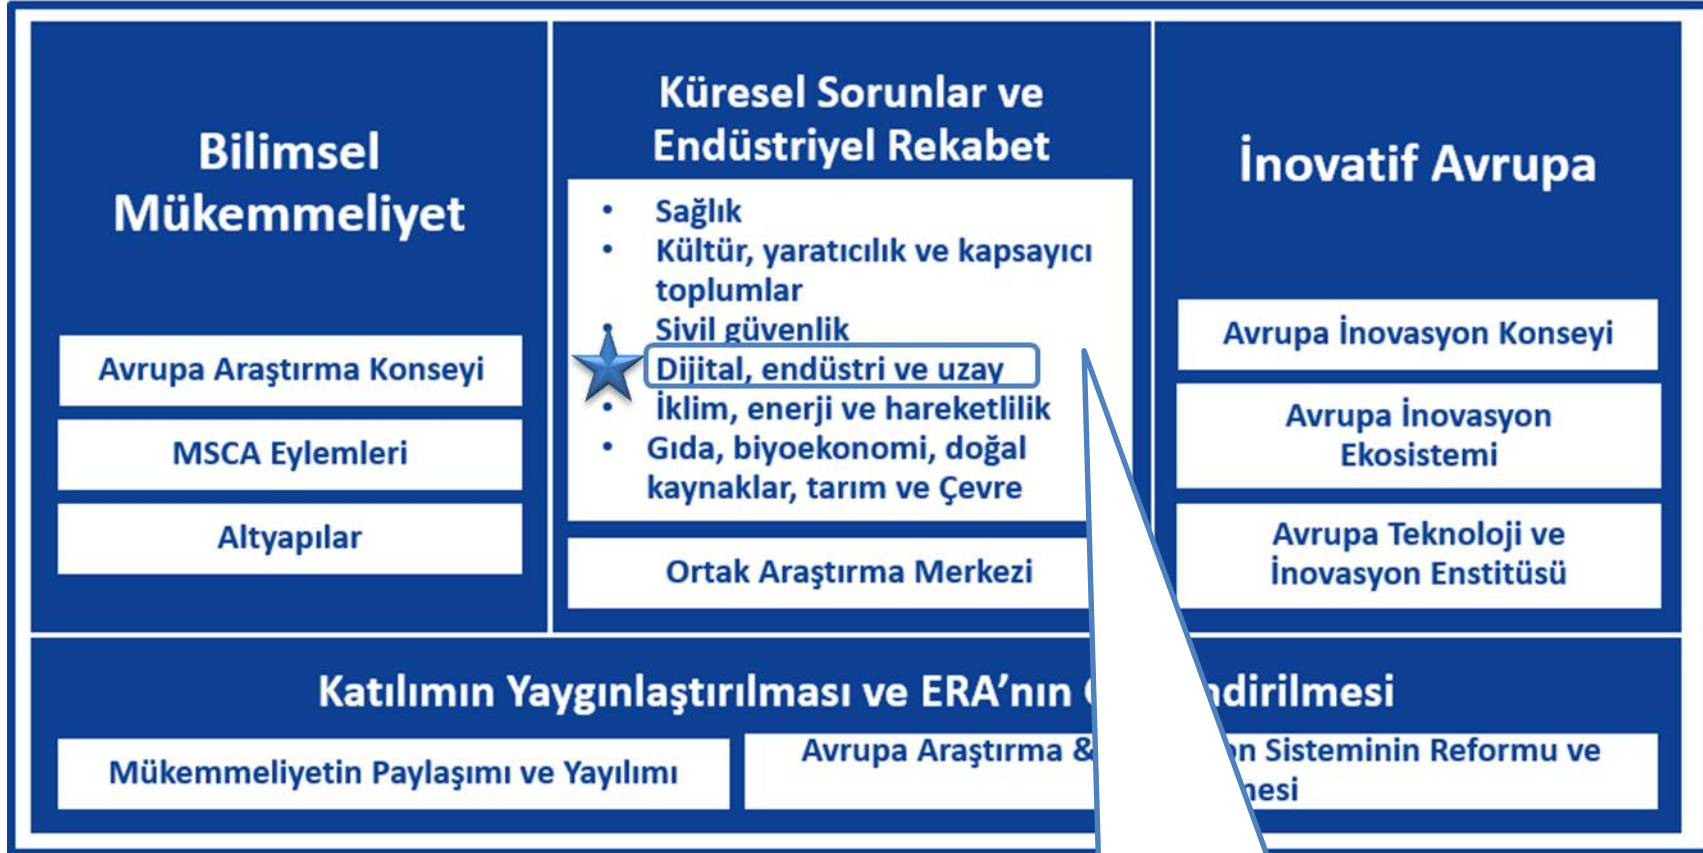 Bilimsel
Mükemmeliyet
Avrupa Araştırma Konseyi
MSCA Eylemleri
Altyapılar
Küresel Sorunlar ve
Endüstriyel Rekabet
• Sağlık
• Kültür, yaratıcılık ve kapsayıcı
toplumlar
• Sivil güvenlik
Dijital, endüstri ve uzay
• İklim, enerji ve hareketlilik
• Gıda, biyoekonomi, doğal
kaynaklar, tarım ve Çevre
Ortak Araştırma Merkezi
İnovatif Avrupa
Avrupa İnovasyon Konseyi
Avrupa İnovasyon
Ekosistemi
Avrupa Teknoloji ve
İnovasyon Enstitüsü
Katılımın Yaygınlaştırılması ve ERA’nın
Mükemmeliyetin Paylaşımı ve Yayılımı
Avrupa Araştırma & Sisteminin Reformu ve